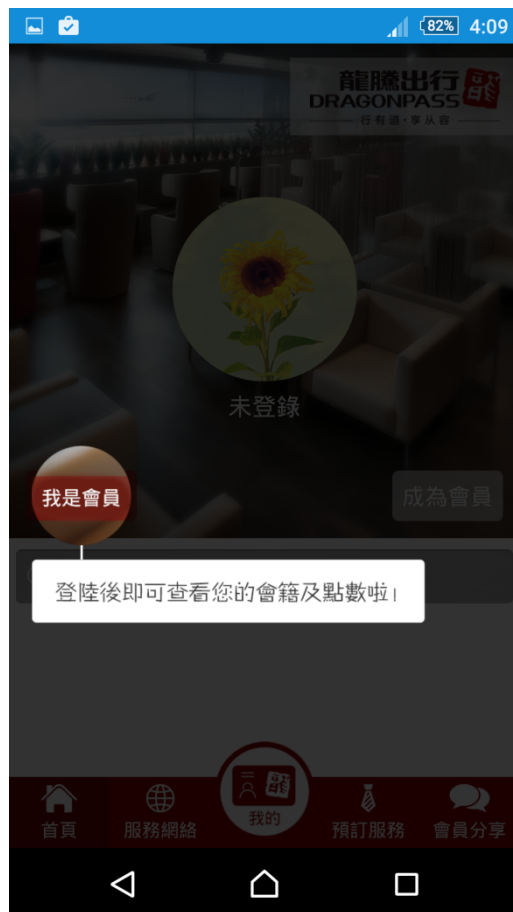 82% 4:09
龍騰出行
DRAGONPASS
行有道·享从容
未登錄
我是會員
成為會員
登陸後即可查看您的會籍及點數啦!
首頁
服務網絡
我的
預訂服務
會員分享